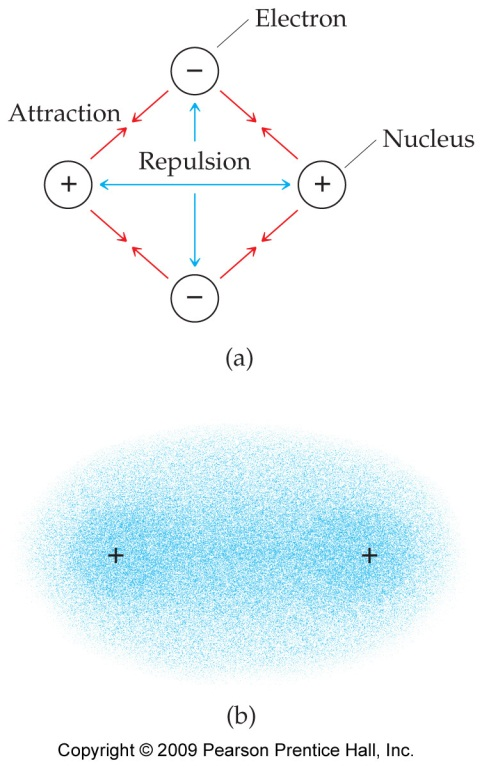 Electron
−
Attraction
Nucleus
Repulsion
+ +
−
(a)
+ +
(b)
Copyright © 2009 Pearson Prentice Hall, Inc.